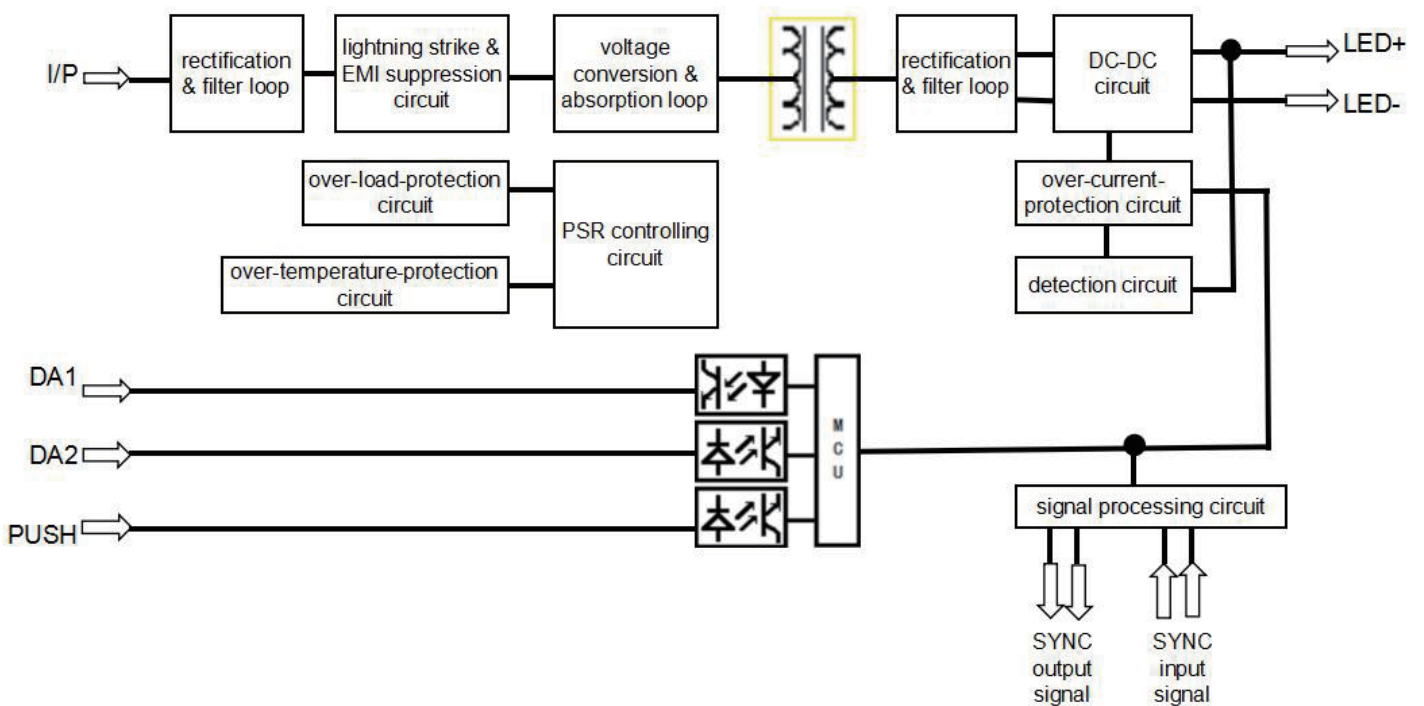 I/P
rectification
& filter loop
lightning strike &
EMI suppression
circuit
voltage
conversion &
absorption loop
rectification
& filter loop
DC-DC
circuit
LED+
LED-
over-load-protection
circuit
PSR controlling
circuit
over-current-
protection circuit
over-temperature-protection
circuit
detection circuit
DA1
DA2
PUSH
M
C
U
signal processing circuit
SYNC
output
signal
SYNC
input
signal